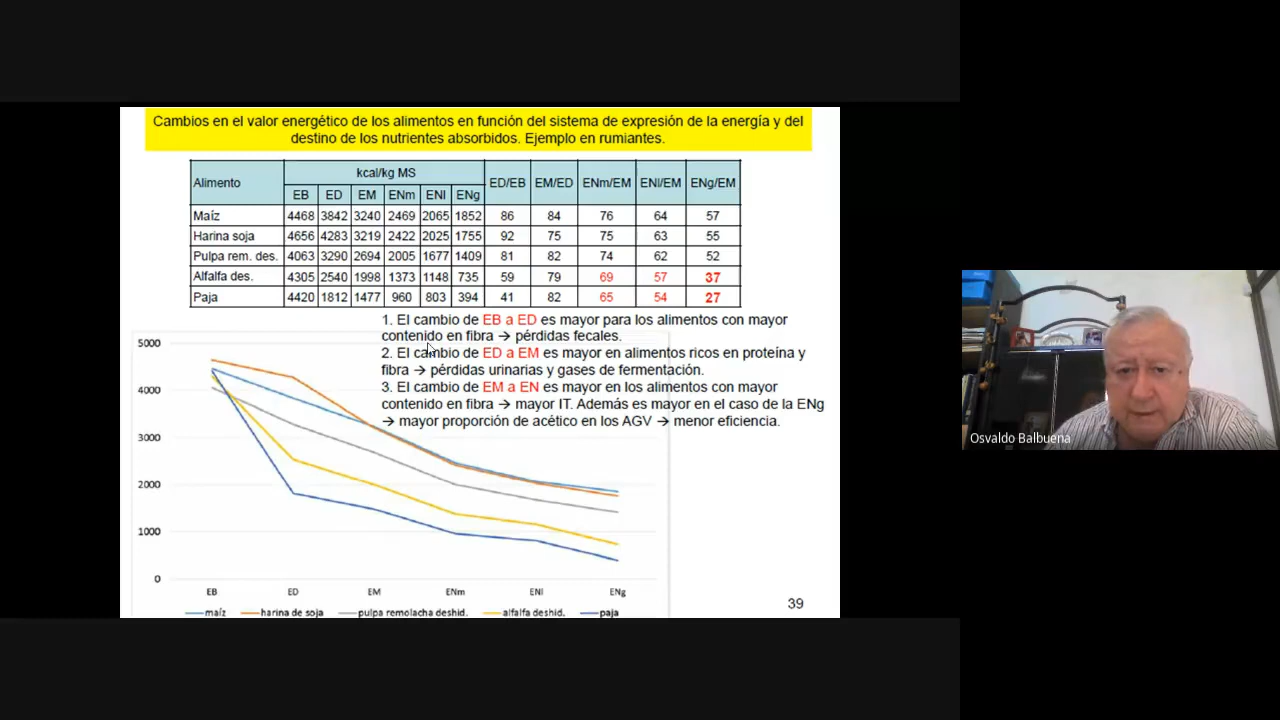 Cambios en el valor energético de los alimentos en función del sistema de expresión de la energía y del
destino de los nutrientes absorbidos. Ejemplo en rumiantes.
Alimento kcal/kg MS ED/EB EM/ED ENm/EM ENl/EM ENg/EM
EB ED EM ENm ENl ENg
Maíz 4468 3842 3240 2469 2065 1852 86 84 76 64 57
Harina soja 4656 4283 3219 2422 2025 1755 92 75 75 63 55
Pulpa rem. des. 4063 3290 2694 2005 1677 1409 81 82 74 62 52
Alfalfa des. 4305 2540 1998 1373 1148 735 59 79 69 57 37
Paja 4420 1812 1477 960 803 394 41 82 65 54 27
1. El cambio de EB a ED es mayor para los alimentos con mayor
contenido en fibra → pérdidas fecales.
2. El cambio de ED a EM es mayor en alimentos ricos en proteína y
fibra → pérdidas urinarias y gases de fermentación.
3. El cambio de EM a EN es mayor en los alimentos con mayor
contenido en fibra → mayor IT. Además es mayor en el caso de la ENg
→ mayor proporción de acético en los AGV → menor eficiencia.
5000
4000
3000
2000
1000
0
EB ED EM ENm ENl ENg
maíz harina de soja pulpa remolacha deshid. alfalfa deshid. paja
39
Osvaldo Balbuena